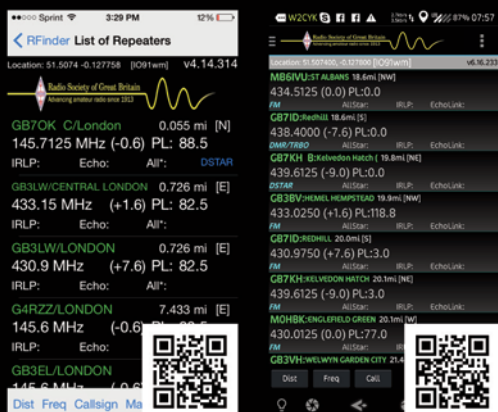 Sprint 3:29 PM 12%
RFinder List of Repeaters
Location: 51.5074 -0.127758 [IO91wm] v4.14.314
Radio Society of Great Britain
Advancing amateur radio since 1913
GB7OK C/London 0.055 mi [N]
145.7125 MHz (-0.6) PL: 88.5
IRLP: Echo: All*: DSTAR
GB3LW/CENTRAL LONDON 0.726 mi [E]
433.15 MHz (+1.6) PL: 82.5
IRLP: Echo: All*:
GB3LW/LONDON 0.726 mi [E]
430.9 MHz (+7.6) PL: 82.5
IRLP: Echo: All*:
G4RZZ/LONDON 7.433 mi [E]
145.6 MHz (-0.6)
IRLP: Echo:
GB3EL/LONDON
145.6 MHz
Dist Freq Callsign
W2CYK 87% 07:57
Radio Society of Great Britain
Location: 51.507400, -0.127800 [IO91wm] v6.16.233
MB6IVU:ST ALBANS 18.6mi [NW]
434.5125 (0.0) PL:0.0
FM AllStar: IRLP: EchoLink:
GB7ID:Redhill 18.6mi [S]
438.4000 (-7.6) PL:0.0
DMR/TRBO AllStar: IRLP: EchoLink:
GB7KH B:Kelvedon Hatch ( 19.8mi [NE]
439.6125 (-9.0) PL:0.0
DSTAR AllStar: IRLP: EchoLink:
GB3BV:HEMEL HEMPSTEAD 19.9mi [NW]
433.0250 (+1.6) PL:118.8
FM AllStar: IRLP: EchoLink:
GB7ID:REDHILL 20.0mi [S]
430.9750 (+7.6) PL:3.0
FM AllStar: IRLP: EchoLink:
GB7KH:KELVEDON HATCH 20.1mi [NE]
439.6125 (-9.0) PL:3.0
FM AllStar: IRLP: EchoLink:
M0HBK:ENGLEFIELD GREEN 20.1mi [W]
430.0125 (0.0) PL:77.0
FM AllStar:
GB3VH:WELWYN GARDEN CITY 21.4
Dist Freq Call